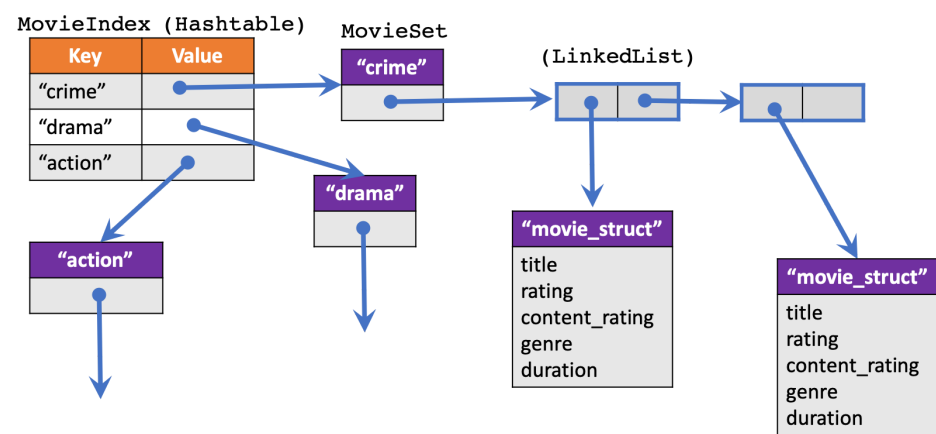 MovieIndex (Hashtable)
Key Value
“crime”
“drama”
“action”
MovieSet
“crime”
(LinkedList)
“drama”
“action”
“movie_struct”
title
rating
content_rating
genre
duration
“movie_struct”
title
rating
content_rating
genre
duration